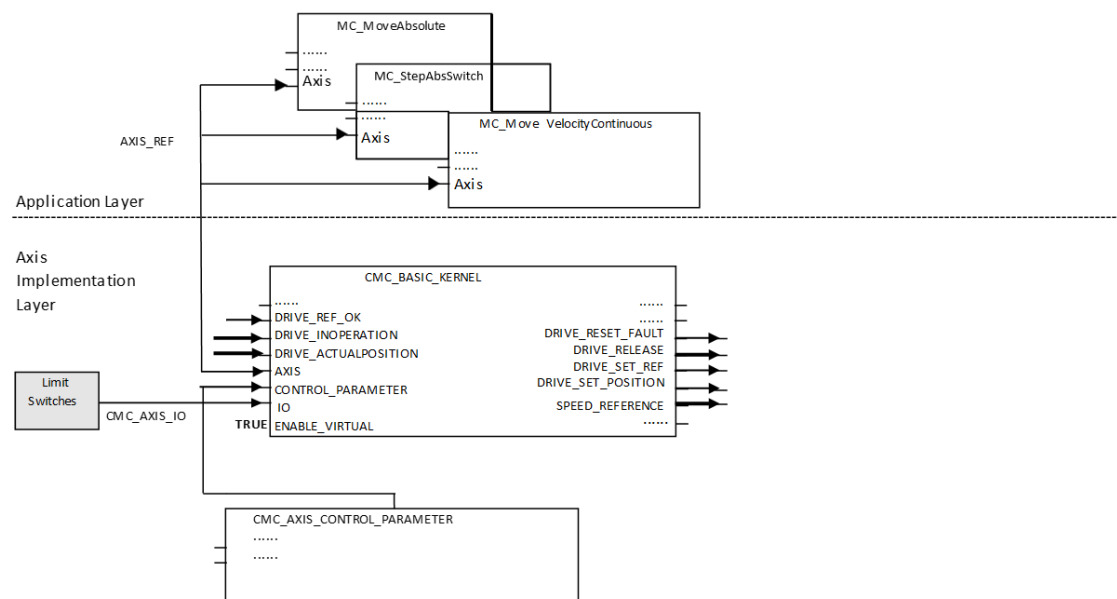 MC_MoveAbsolute
......
......
Axis
MC_StepAbsSwitch
......
......
Axis
MC_Move VelocityContinuous
......
......
Axis
AXIS_REF
Application Layer
Axis
Implementation
Layer
CMC_BASIC_KERNEL
......
DRIVE_REF_OK
DRIVE_INOPERATION
DRIVE_ACTUALPOSITION
AXIS
CONTROL_PARAMETER
IO
TRUE ENABLE_VIRTUAL
......
......
DRIVE_RESET_FAULT
DRIVE_RELEASE
DRIVE_SET_REF
DRIVE_SET_POSITION
SPEED_REFERENCE
......
Limit
Switches
CMC_AXIS_IO
CMC_AXIS_CONTROL_PARAMETER
......
......